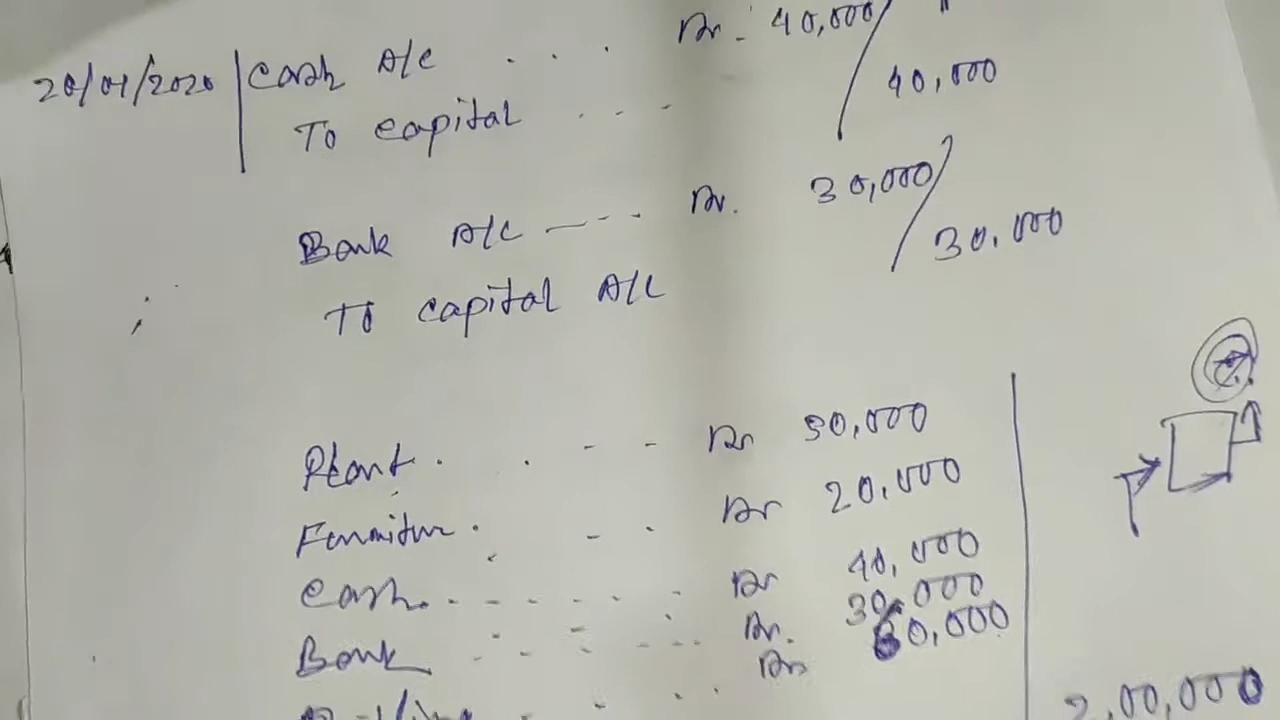 20/01/2020 Cash A/c . . . Dr - 40,000/
To capital - - - 40,000
Bank A/c ---- Dr. 30,000/
To capital A/c 30,000
Plant . . - - Dr 50,000
Furnitur . . - . Dr 20,000
Cash. - - - - - - Dr 40,000
Bank - - - - - Dr. 30,000
Dr 60,000
2,00,000